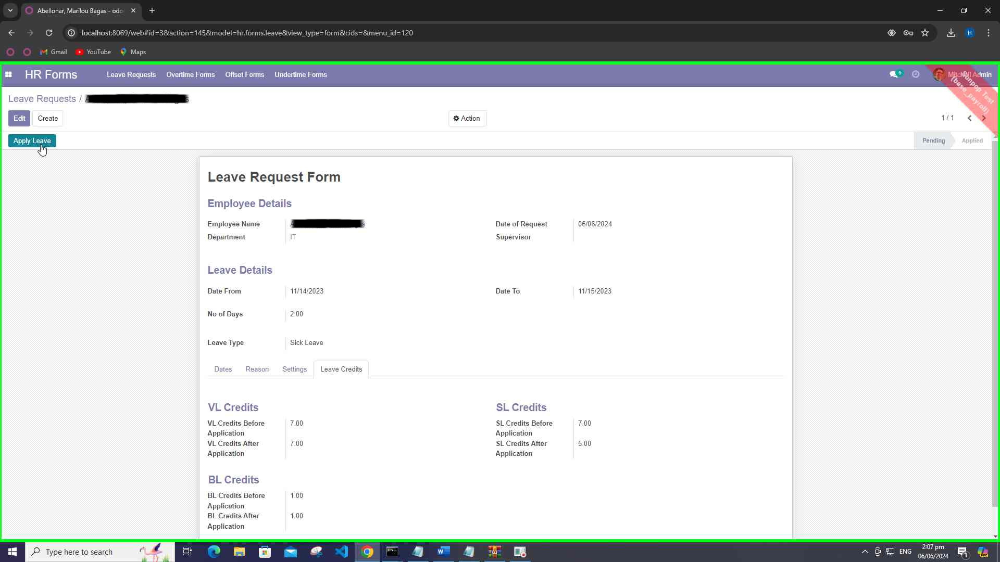 Abellonar, Marilou Bagas - odo
localhost:8069/web#id=3&action=145&model=hr.forms.leave&view_type=form&cids=&menu_id=120
H
Gmail YouTube Maps
HR Forms Leave Requests Overtime Forms Offset Forms Undertime Forms 5 Mitchell Admin
Sunpop Test
(base_payroll)
Leave Requests /
Edit Create Action 1 / 1
Apply Leave Pending Applied
Leave Request Form
Employee Details
Employee Name Date of Request 06/06/2024
Department IT Supervisor
Leave Details
Date From 11/14/2023 Date To 11/15/2023
No of Days 2.00
Leave Type Sick Leave
Dates Reason Settings Leave Credits
VL Credits SL Credits
VL Credits Before 7.00 SL Credits Before 7.00
Application Application
VL Credits After 7.00 SL Credits After 5.00
Application Application
BL Credits
BL Credits Before 1.00
Application
BL Credits After 1.00
Application
Type here to search ENG 2:07 pm 1 PRE
06/06/2024